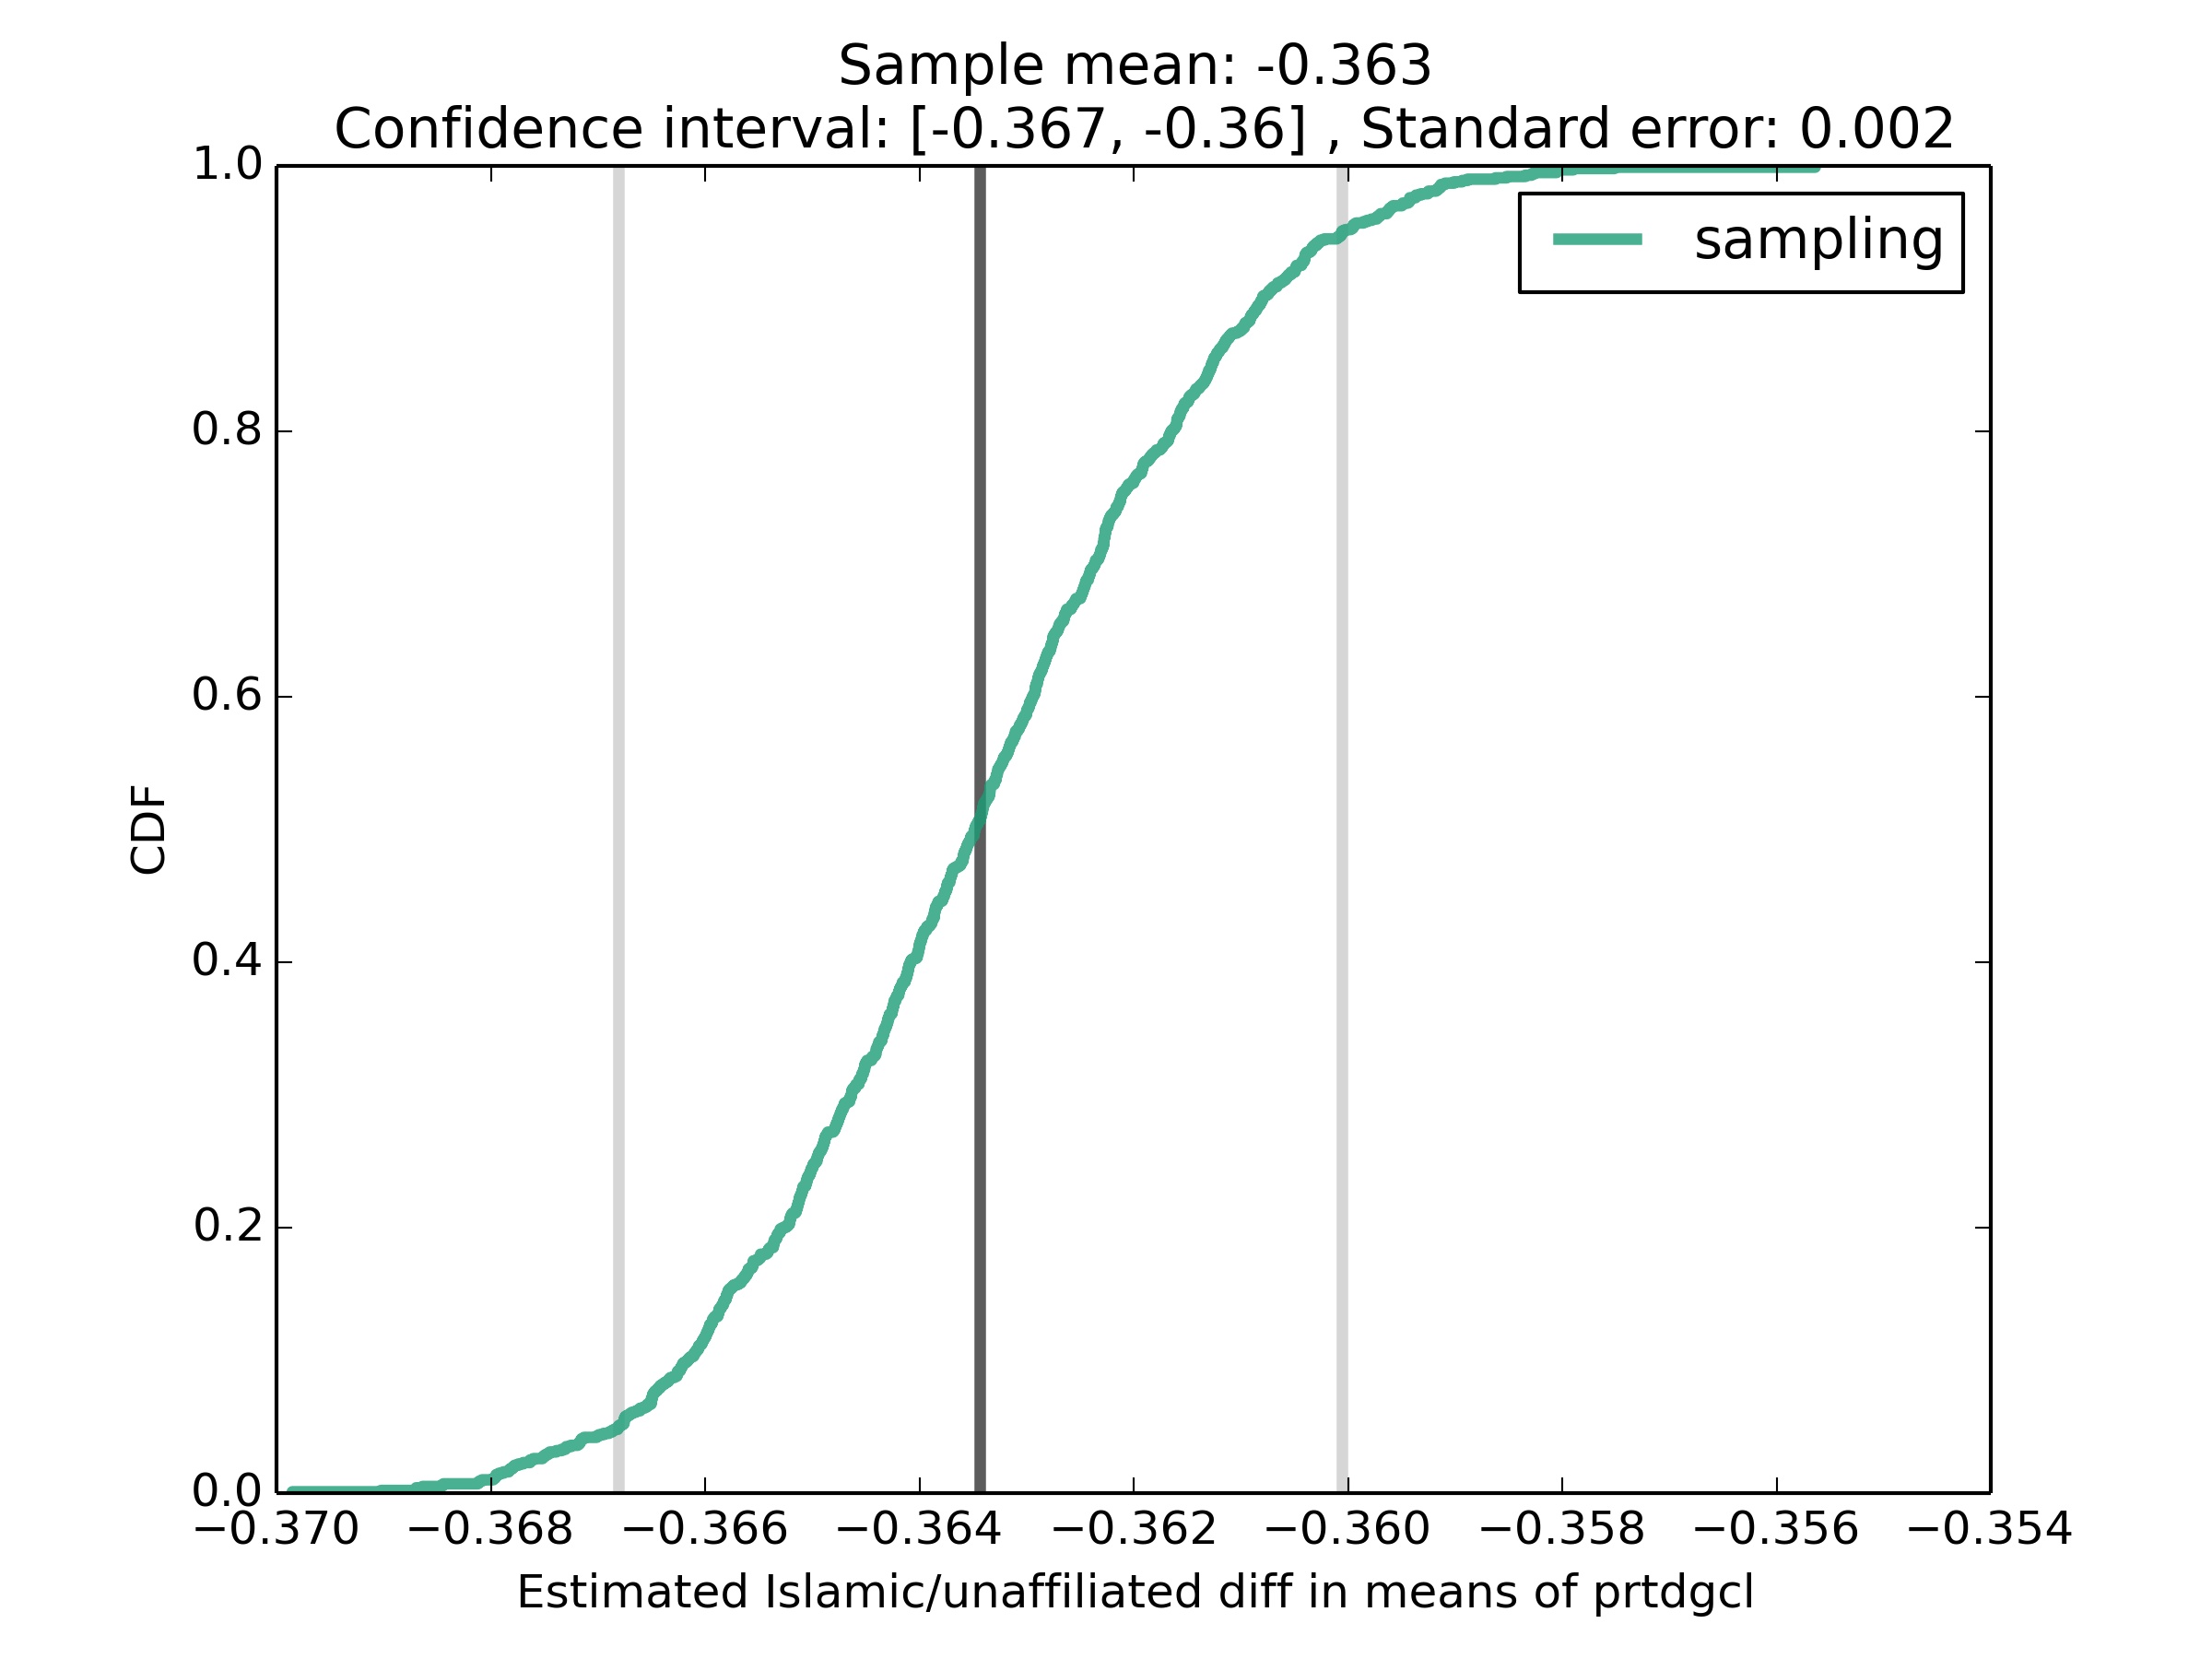 Sample mean: -0.363
Confidence interval: [-0.367, -0.36] , Standard error: 0.002
1.0
0.8
0.6
0.4
0.2
0.0
CDF
sampling
−0.370 −0.368 −0.366 −0.364 −0.362 −0.360 −0.358 −0.356 −0.354
Estimated Islamic/unaffiliated diff in means of prtdgcl